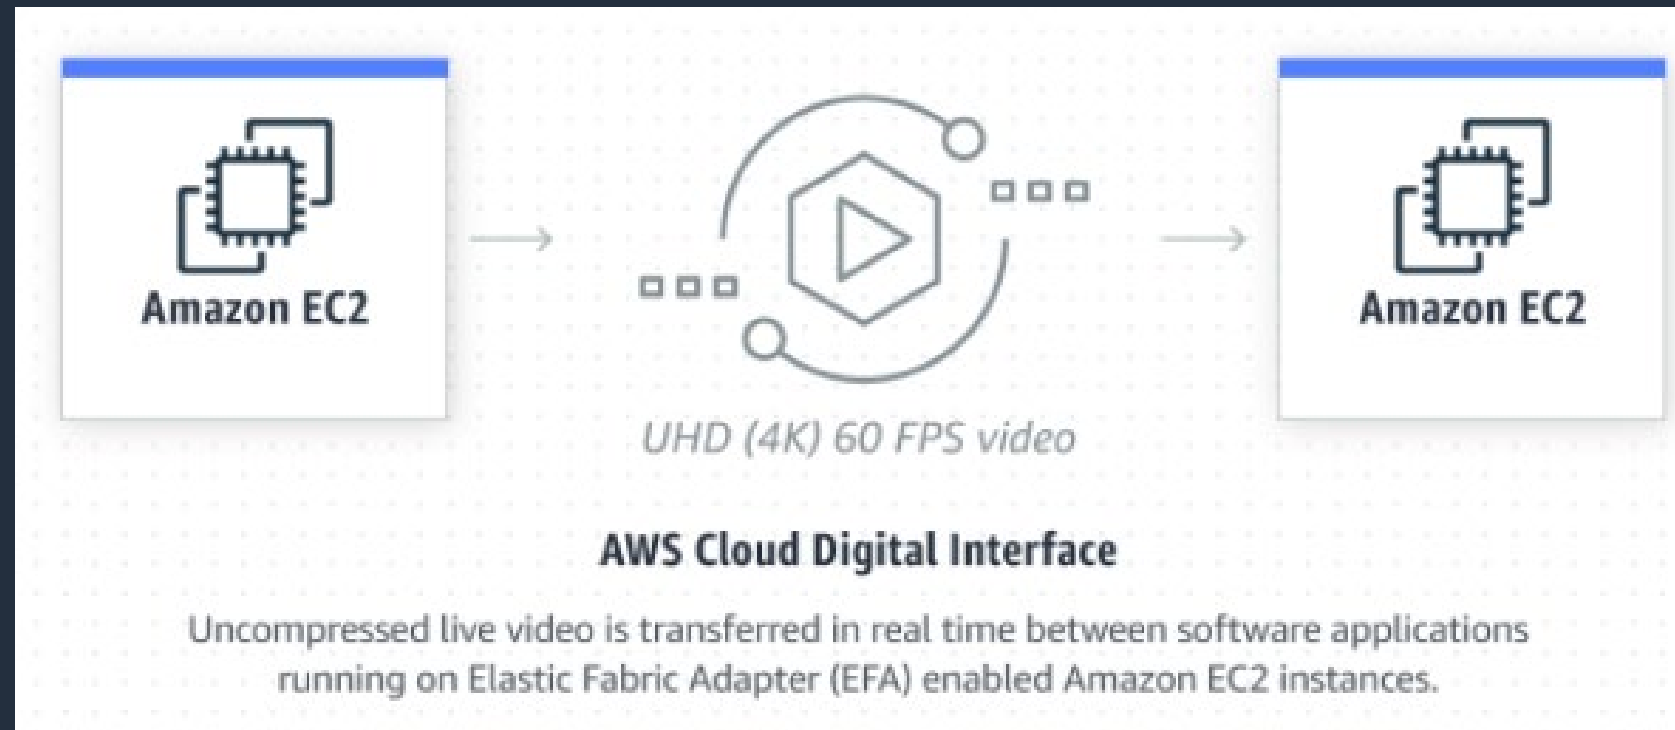 Amazon EC2
Amazon EC2
UHD (4K) 60 FPS video
AWS Cloud Digital Interface
Uncompressed live video is transferred in real time between software applications
running on Elastic Fabric Adapter (EFA) enabled Amazon EC2 instances.